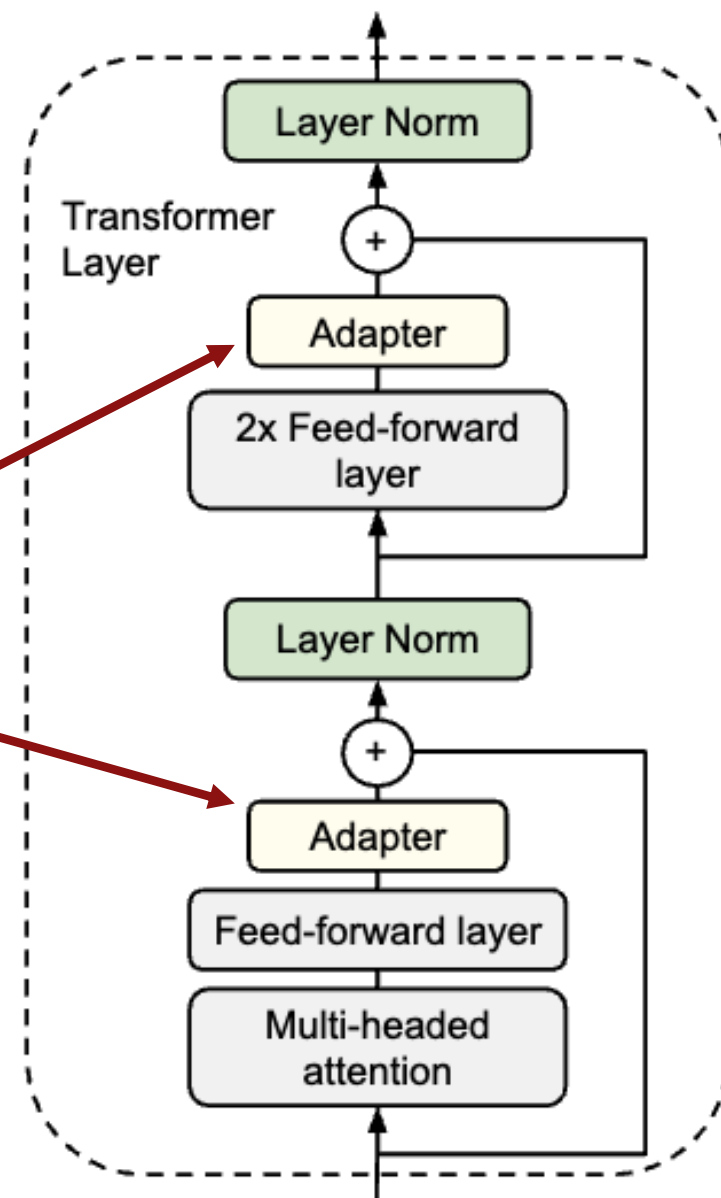 Layer Norm
Transformer
Layer
+
Adapter
2x Feed-forward
layer
Layer Norm
+
Adapter
Feed-forward layer
Multi-headed
attention